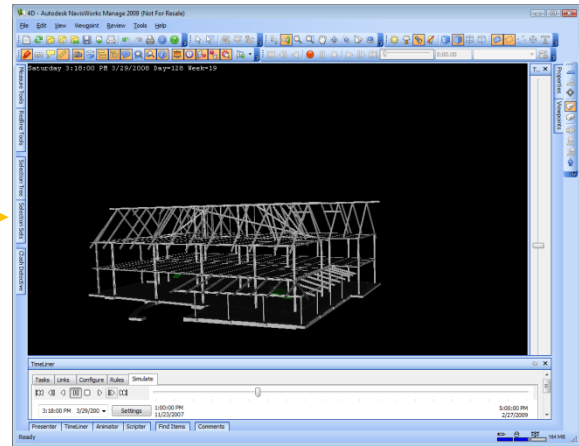 4D - Autodesk NavisWorks Manage 2009 (Not For Resale)
File Edit View Viewpoint Review Tools Help
0:00.00
Saturday 3:18:00 PM 3/29/2008 Day=128 Week=19
T...
Measure Tools
Redline Tools
Selection Tree
Selection Sets
Clash Detective
Properties
Viewpoints
TimeLiner
Tasks Links Configure Rules Simulate
3:18:00 PM 3/29/200 Settings 1:00:00 PM 11/23/2007 5:00:00 PM 2/27/2009
Presenter TimeLiner Animator Scripter Find Items Comments
Ready
194 MB